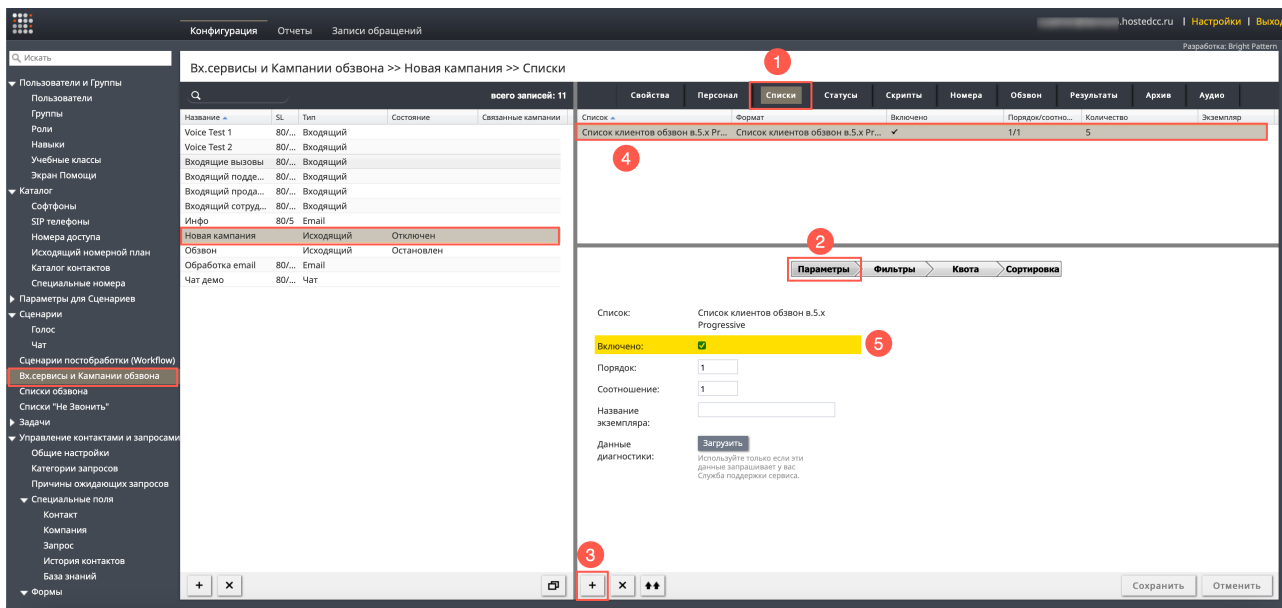 .hostedcc.ru | Настройки | Выхо
Конфигурация Отчеты Записи обращений
Разработка: Bright Pattern
Искать
Вх.сервисы и Кампании обзвона >> Новая кампания >> Списки
1
Пользователи и Группы
Пользователи
Группы
Роли
Навыки
Учебные классы
Экран Помощи
Каталог
Софтфоны
SIP телефоны
Номера доступа
Исходящий номерной план
Каталог контактов
Специальные номера
Параметры для Сценариев
Сценарии
Голос
Чат
Сценарии постобработки (Workflow)
Вх.сервисы и Кампании обзвона
Списки обзвона
Списки "Не Звонить"
Задачи
Управление контактами и запросами
Общие настройки
Категории запросов
Причины ожидающих запросов
Специальные поля
Контакт
Компания
Запрос
История контактов
База знаний
Формы
всего записей: 11
Название SL Тип Состояние Связанные кампании
Voice Test 1 80/... Входящий
Voice Test 2 80/... Входящий
Входящие вызовы 80/... Входящий
Входящий подде... 80/... Входящий
Входящий прода... 80/... Входящий
Входящий сотруд... 80/... Входящий
Инфо 80/5 Email
Новая кампания Исходящий Отключен
Обзвон Исходящий Остановлен
Обработка email 80/... Email
Чат демо 80/... Чат
+ ×
Свойства Персонал Списки Статусы Скрипты Номера Обзвон Результаты Архив Аудио
Список Формат Включено Порядок/соотно... Количество Экземпляр
Список клиентов обзвон в.5.x Pr... Список клиентов обзвон в.5.x Pr... ✔ 1/1 5
4
2
Параметры Фильтры Квота Сортировка
Список: Список клиентов обзвон в.5.x
Progressive
Включено: 5
Порядок: 1
Соотношение: 1
Название
экземпляра:
Данные
диагностики:
Загрузить
Используйте только если эти
данные запрашивает у вас
Служба поддержки сервиса.
3
+ ×
Сохранить Отменить